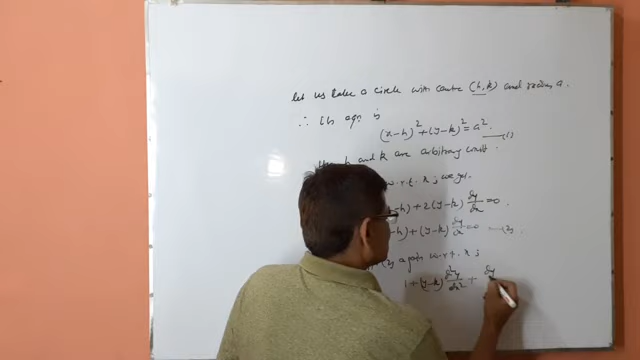 let us take a circle with centre (h, k) and radius a.
∴ Its eqn is
(x-h)² + (y-k)² = a². —(1)
h and k are arbitrary const.
w.r.t. x; we get
-h) + 2(y-k) dy/dx = 0
-h) + (y-k) dy/dx = 0 —(2)
(2) again w.r.t. x;
1 + (y-k) d²y/dx² + dy